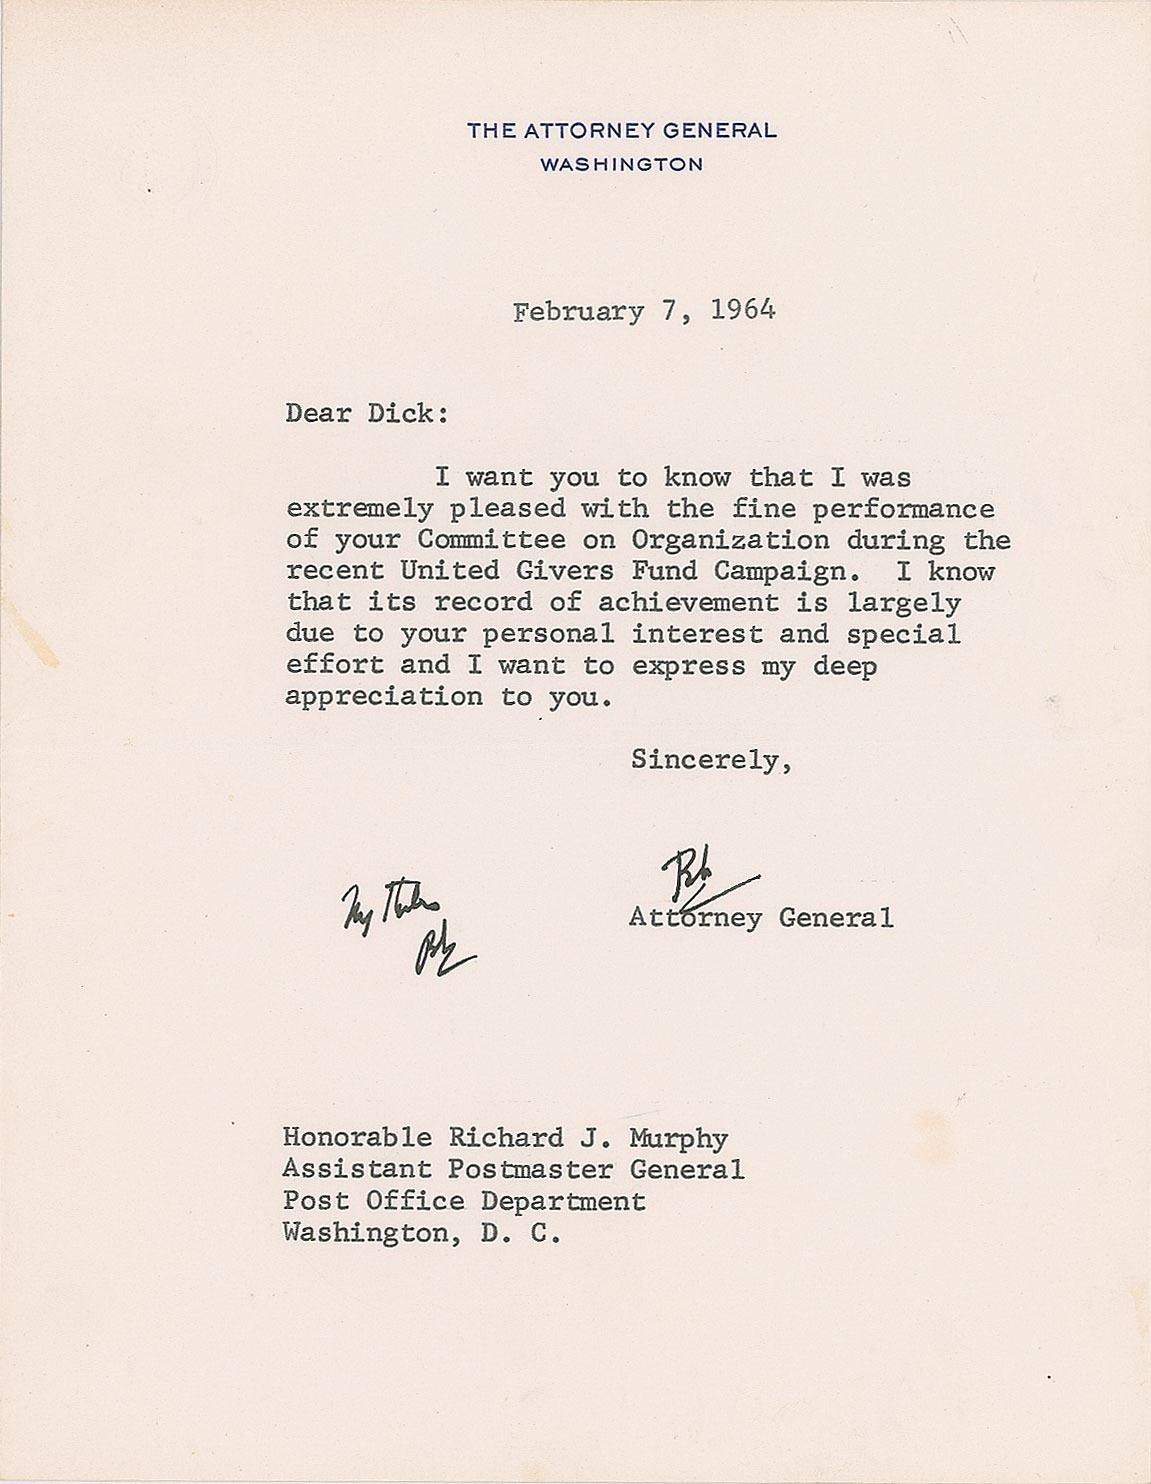 THE ATTORNEY GENERAL
WASHINGTON
February 7, 1964
Dear Dick:
I want you to know that I was
extremely pleased with the fine performance
of your Committee on Organization during the
recent United Givers Fund Campaign. I know
that its record of achievement is largely
due to your personal interest and special
effort and I want to express my deep
appreciation to you.
Sincerely,
Attorney General
My
Honorable Richard J. Murphy
Assistant Postmaster General
Post Office Department
Washington, D. C.